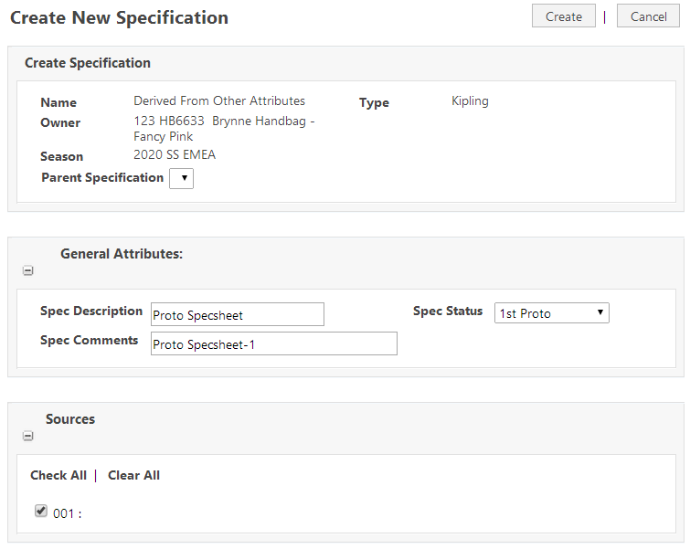 Create New Specification
Create | Cancel
Create Specification
Name Derived From Other Attributes Type Kipling
Owner 123 HB6633 Brynne Handbag -
Fancy Pink
Season 2020 SS EMEA
Parent Specification
General Attributes:
Spec Description Proto Specsheet Spec Status 1st Proto
Spec Comments Proto Specsheet-1
Sources
Check All | Clear All
001 :